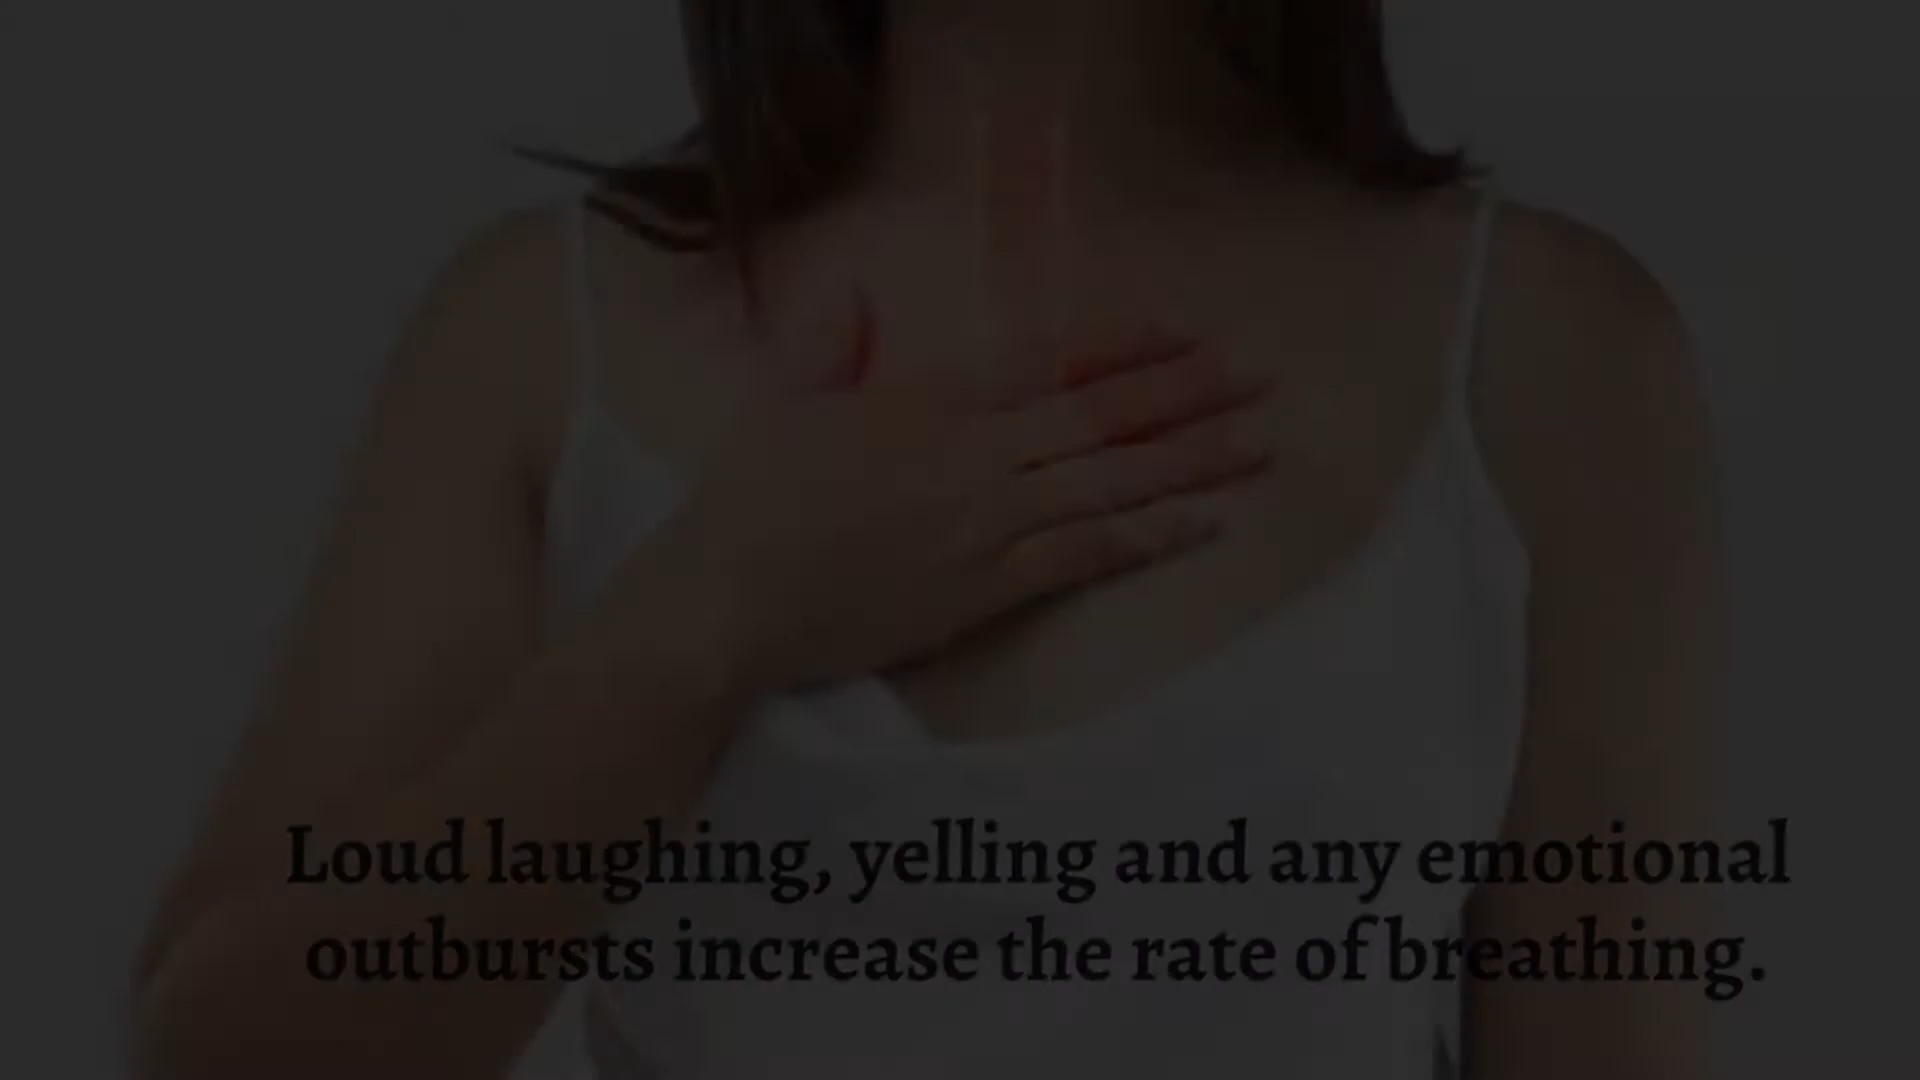 Loud laughing, yelling and any emotional
outbursts increase the rate of breathing.